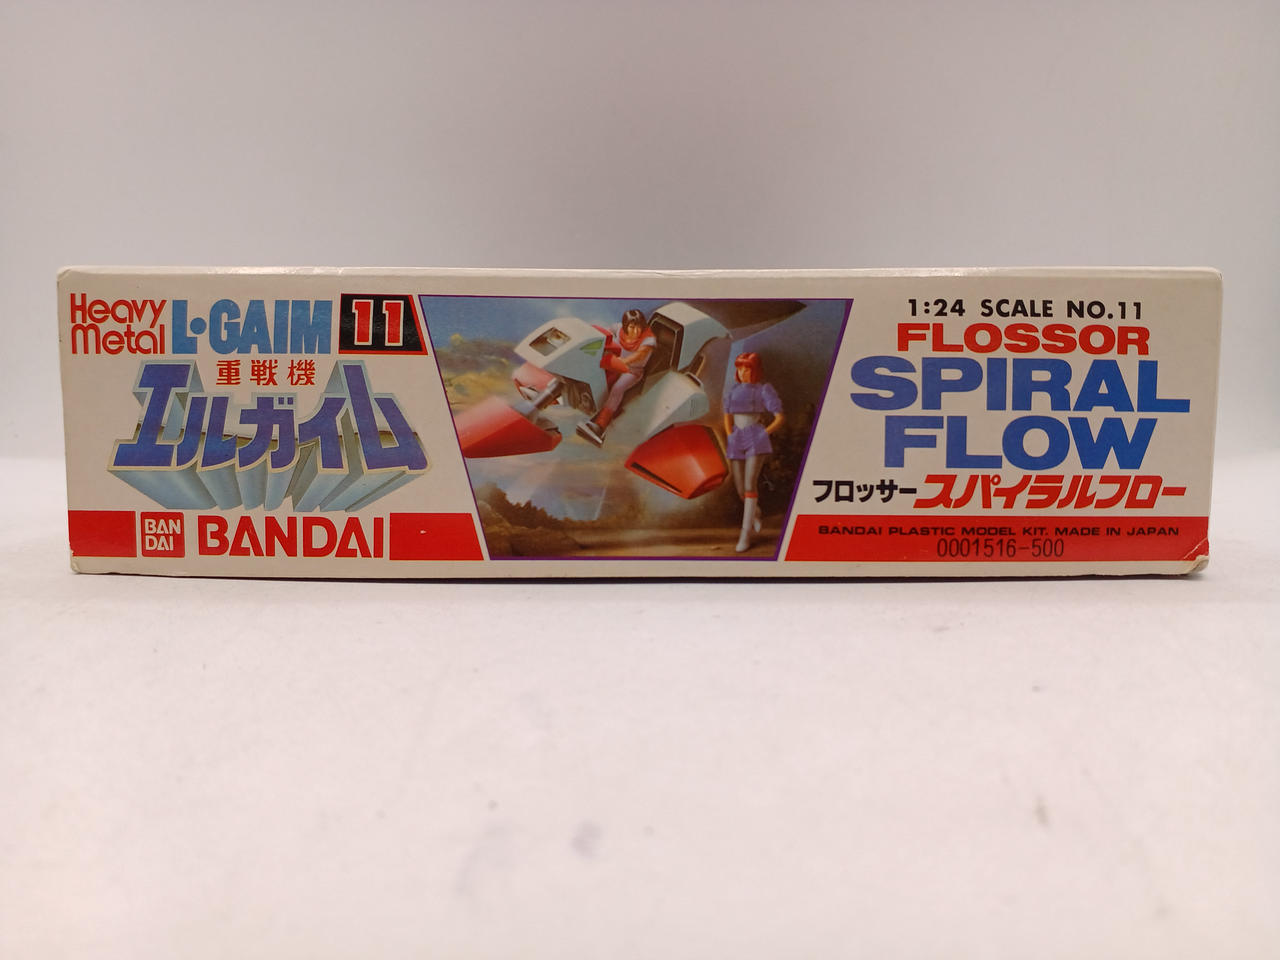 Heavy Metal L·GAIM 11
重戦機
エルガイム
BAN DAI BANDAI
1:24 SCALE NO.11
FLOSSOR
SPIRAL
FLOW
フロッサースパイラルフロー
BANDAI PLASTIC MODEL KIT. MADE IN JAPAN
0001516-500